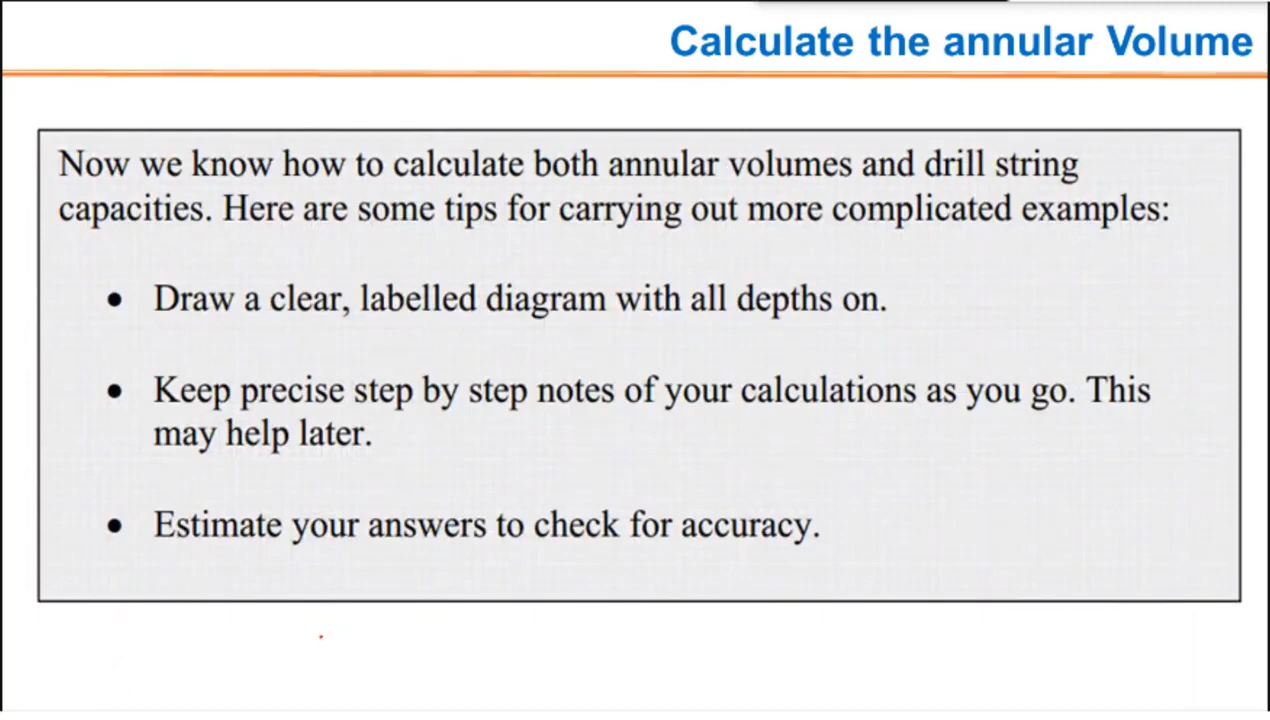 Calculate the annular Volume
Now we know how to calculate both annular volumes and drill string
capacities. Here are some tips for carrying out more complicated examples:
• Draw a clear, labelled diagram with all depths on.
• Keep precise step by step notes of your calculations as you go. This
may help later.
• Estimate your answers to check for accuracy.